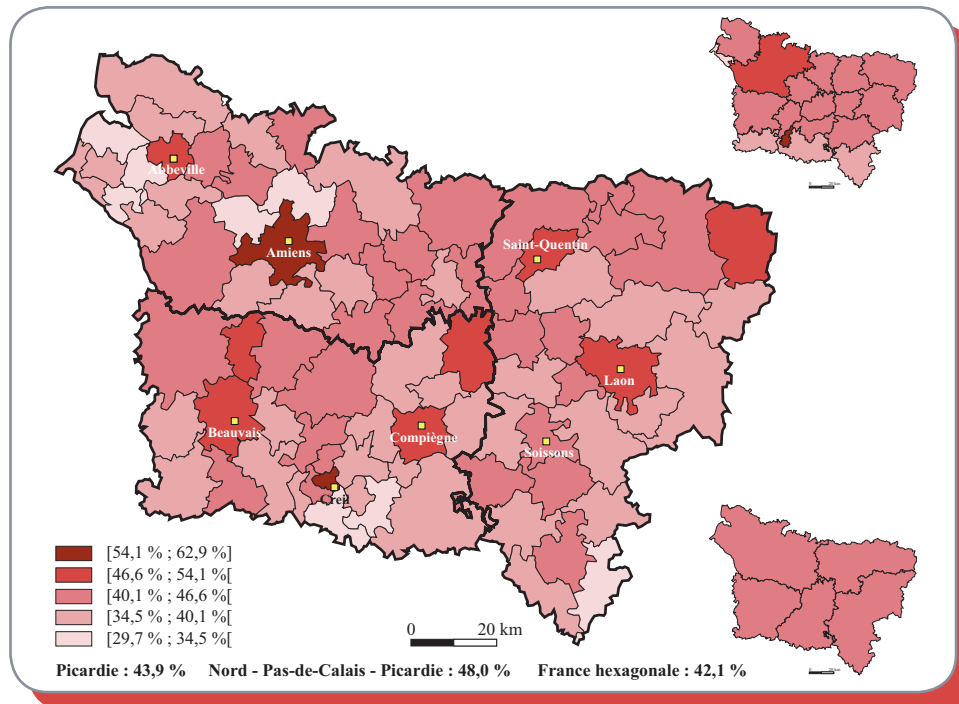 Abbeville
Amiens
Saint-Quentin
Laon
Beauvais
Compiègne
Soissons
Creil
[54,1 % ; 62,9 %]
[46,6 % ; 54,1 %[
[40,1 % ; 46,6 %[
[34,5 % ; 40,1 %[
[29,7 % ; 34,5 %[
0 20 km
Picardie : 43,9 % Nord - Pas-de-Calais - Picardie : 48,0 % France hexagonale : 42,1 %